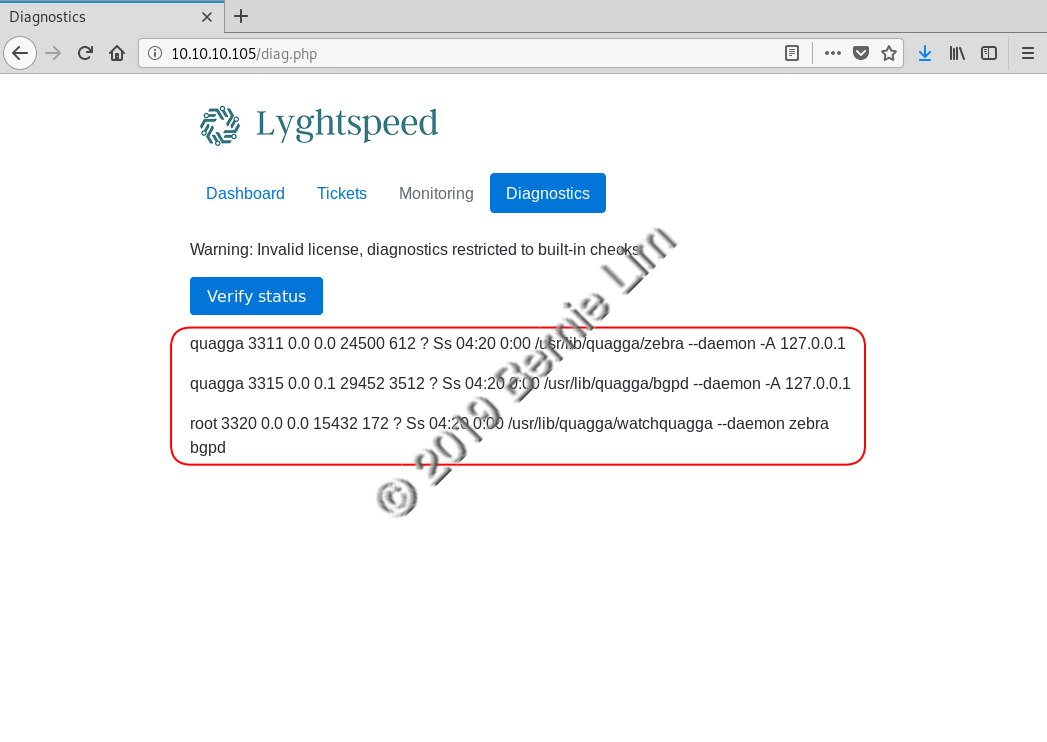 Diagnostics
10.10.10.105/diag.php
Lyghtspeed
Dashboard Tickets Monitoring Diagnostics
Warning: Invalid license, diagnostics restricted to built-in checks.
Verify status
quagga 3311 0.0 0.0 24500 612 ? Ss 04:20 0:00 /usr/lib/quagga/zebra --daemon -A 127.0.0.1
quagga 3315 0.0 0.1 29452 3512 ? Ss 04:20 0:00 /usr/lib/quagga/bgpd --daemon -A 127.0.0.1
root 3320 0.0 0.0 15432 172 ? Ss 04:20 0:00 /usr/lib/quagga/watchquagga --daemon zebra
bgpd
© 2019 Bernie Lim